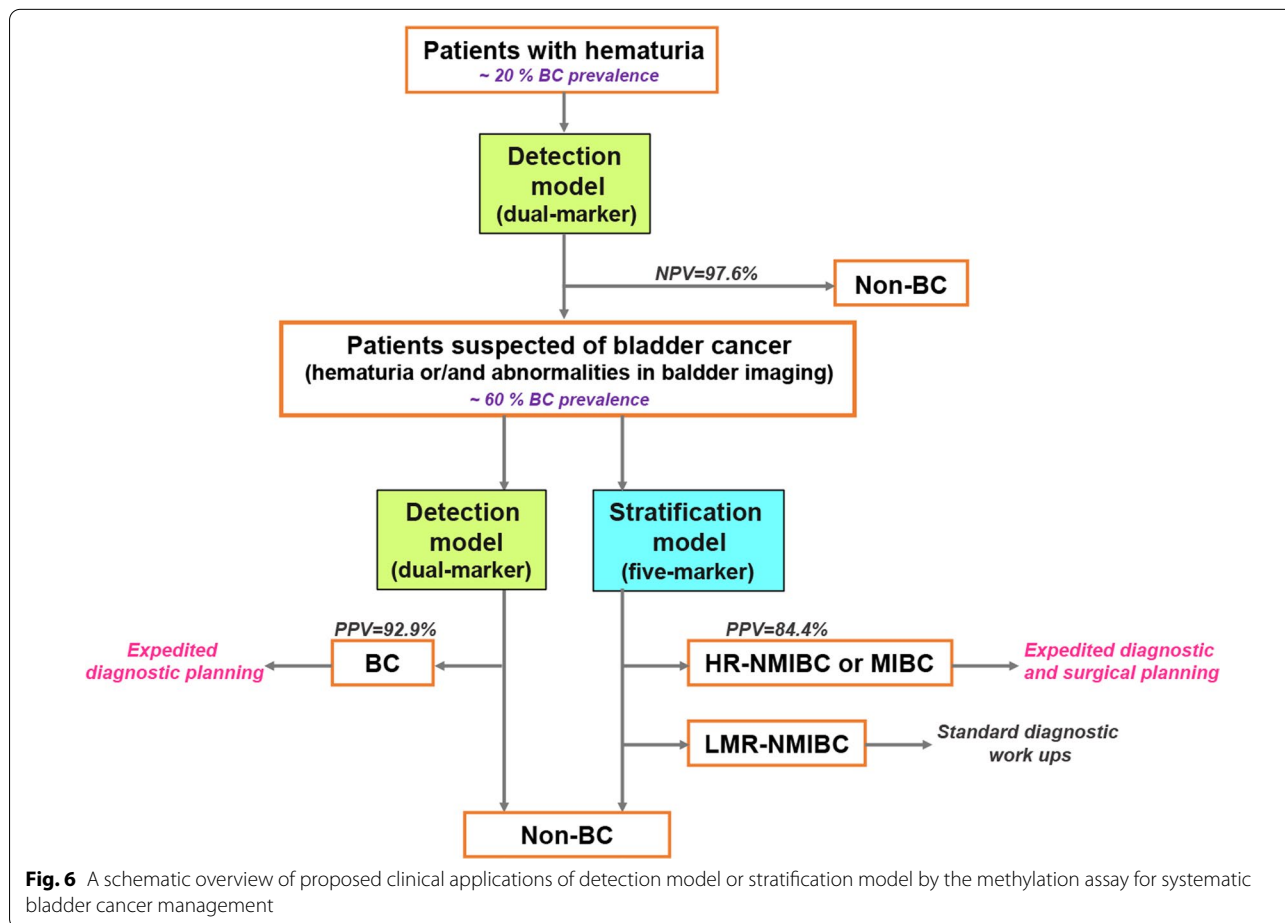 Patients with hematuria
~ 20 % BC prevalence
Detection
model
(dual-marker)
NPV=97.6%
Non-BC
Patients suspected of bladder cancer
(hematuria or/and abnormalities in baldder imaging)
~ 60 % BC prevalence
Detection
model
(dual-marker)
Stratification
model
(five-marker)
PPV=92.9%
BC
Expedited
diagnostic planning
PPV=84.4%
HR-NMIBC or MIBC
Expedited diagnostic
and surgical planning
LMR-NMIBC
Standard diagnostic
work ups
Non-BC
Fig. 6 A schematic overview of proposed clinical applications of detection model or stratification model by the methylation assay for systematic
bladder cancer management